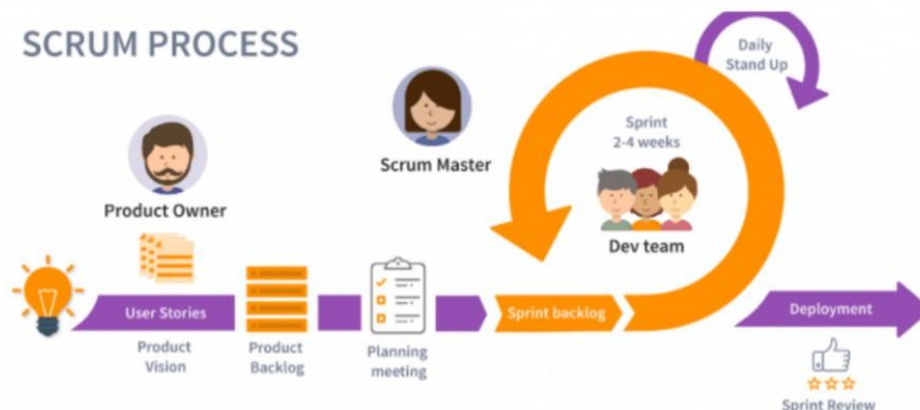 SCRUM PROCESS
Daily
Stand Up
Sprint
2-4 weeks
Scrum Master
Product Owner
Dev team
User Stories
Sprint backlog
Deployment
Product
Vision
Product
Backlog
Planning
meeting
Sprint Review